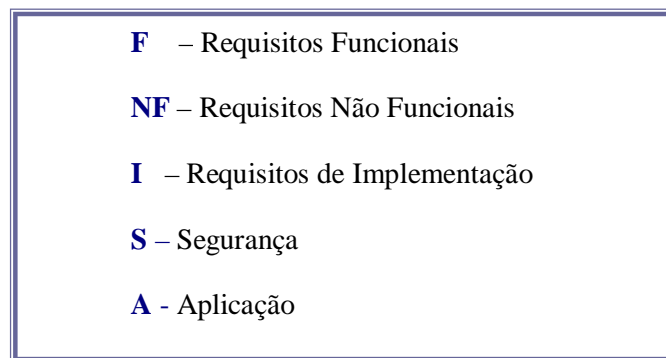 F – Requisitos Funcionais
NF – Requisitos Não Funcionais
I – Requisitos de Implementação
S – Segurança
A - Aplicação